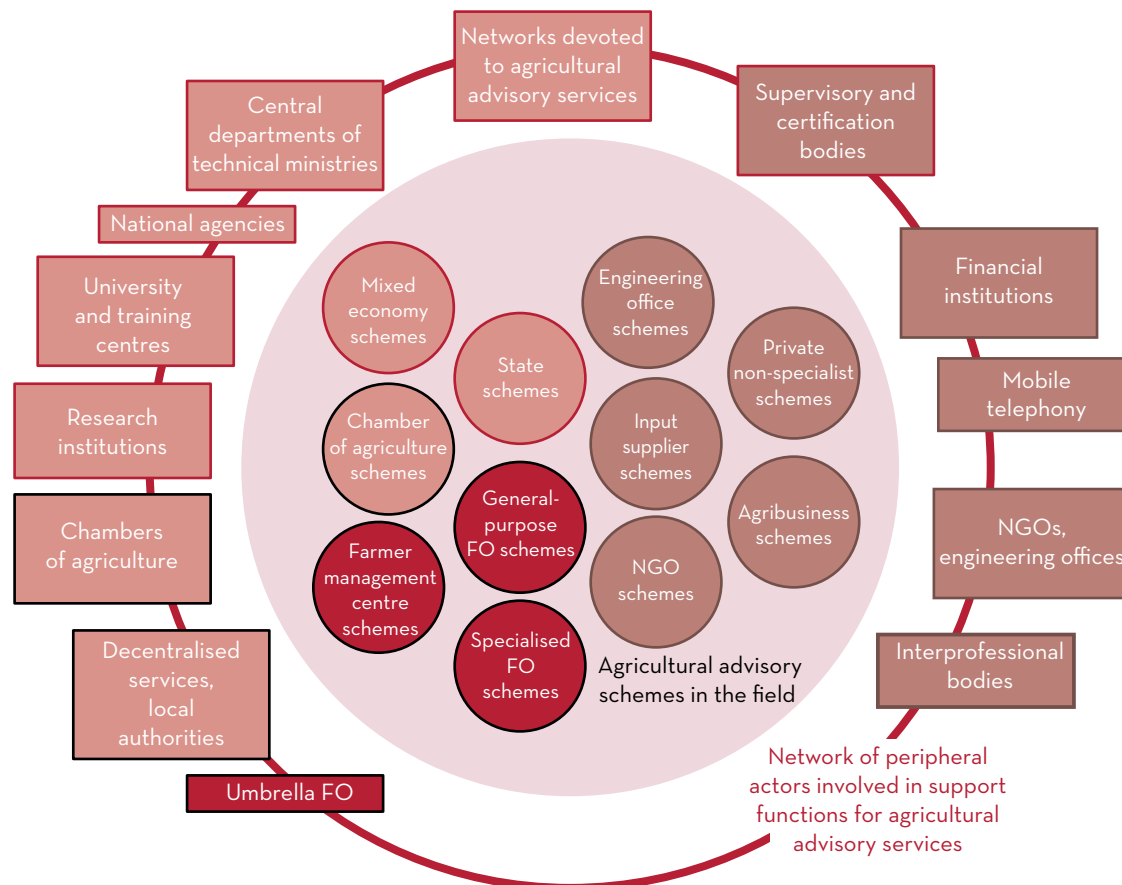 Networks devoted
to agricultural
advisory services
Central
departments of
technical ministries
Supervisory and
certification
bodies
National agencies
University
and training
centres
Financial
institutions
Research
institutions
Mobile
telephony
Chambers
of agriculture
NGOs,
engineering offices
Decentralised
services,
local
authorities
Interprofessional
bodies
Umbrella FO
Mixed
economy
schemes
Engineering
office
schemes
State
schemes
Private
non-specialist
schemes
Chamber
of agriculture
schemes
Input
supplier
schemes
General-
purpose
FO schemes
Agribusiness
schemes
Farmer
management
centre
schemes
NGO
schemes
Specialised
FO
schemes
Agricultural advisory
schemes in the field
Network of peripheral
actors involved in support
functions for agricultural
advisory services